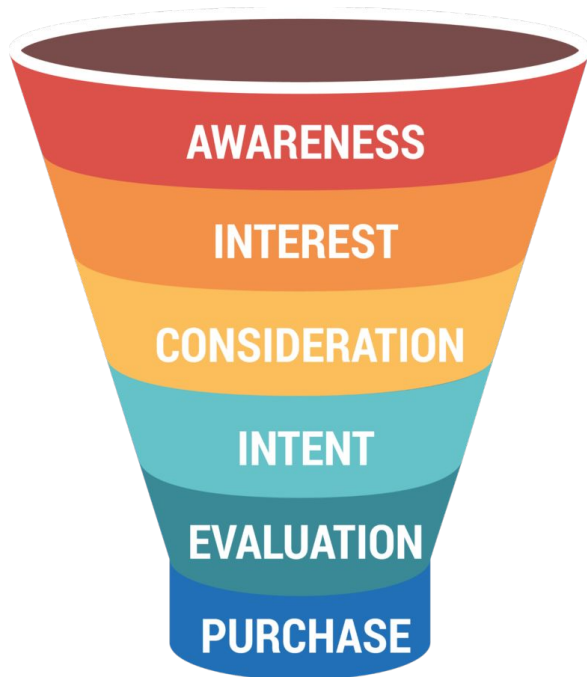 AWARENESS
INTEREST
CONSIDERATION
INTENT
EVALUATION
PURCHASE